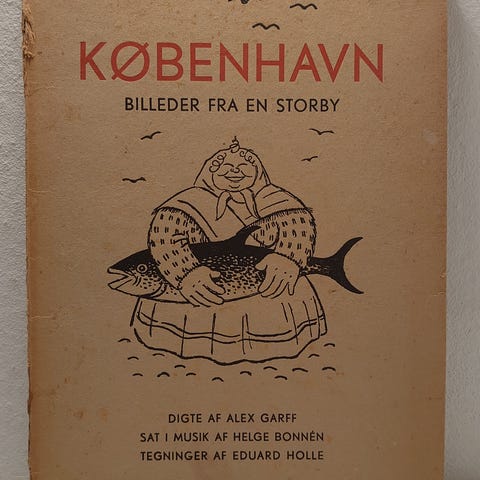 KØBENHAVN
BILLEDER FRA EN STORBY
DIGTE AF ALEX GARFF
SAT I MUSIK AF HELGE BONNÉN
TEGNINGER AF EDUARD HOLLE